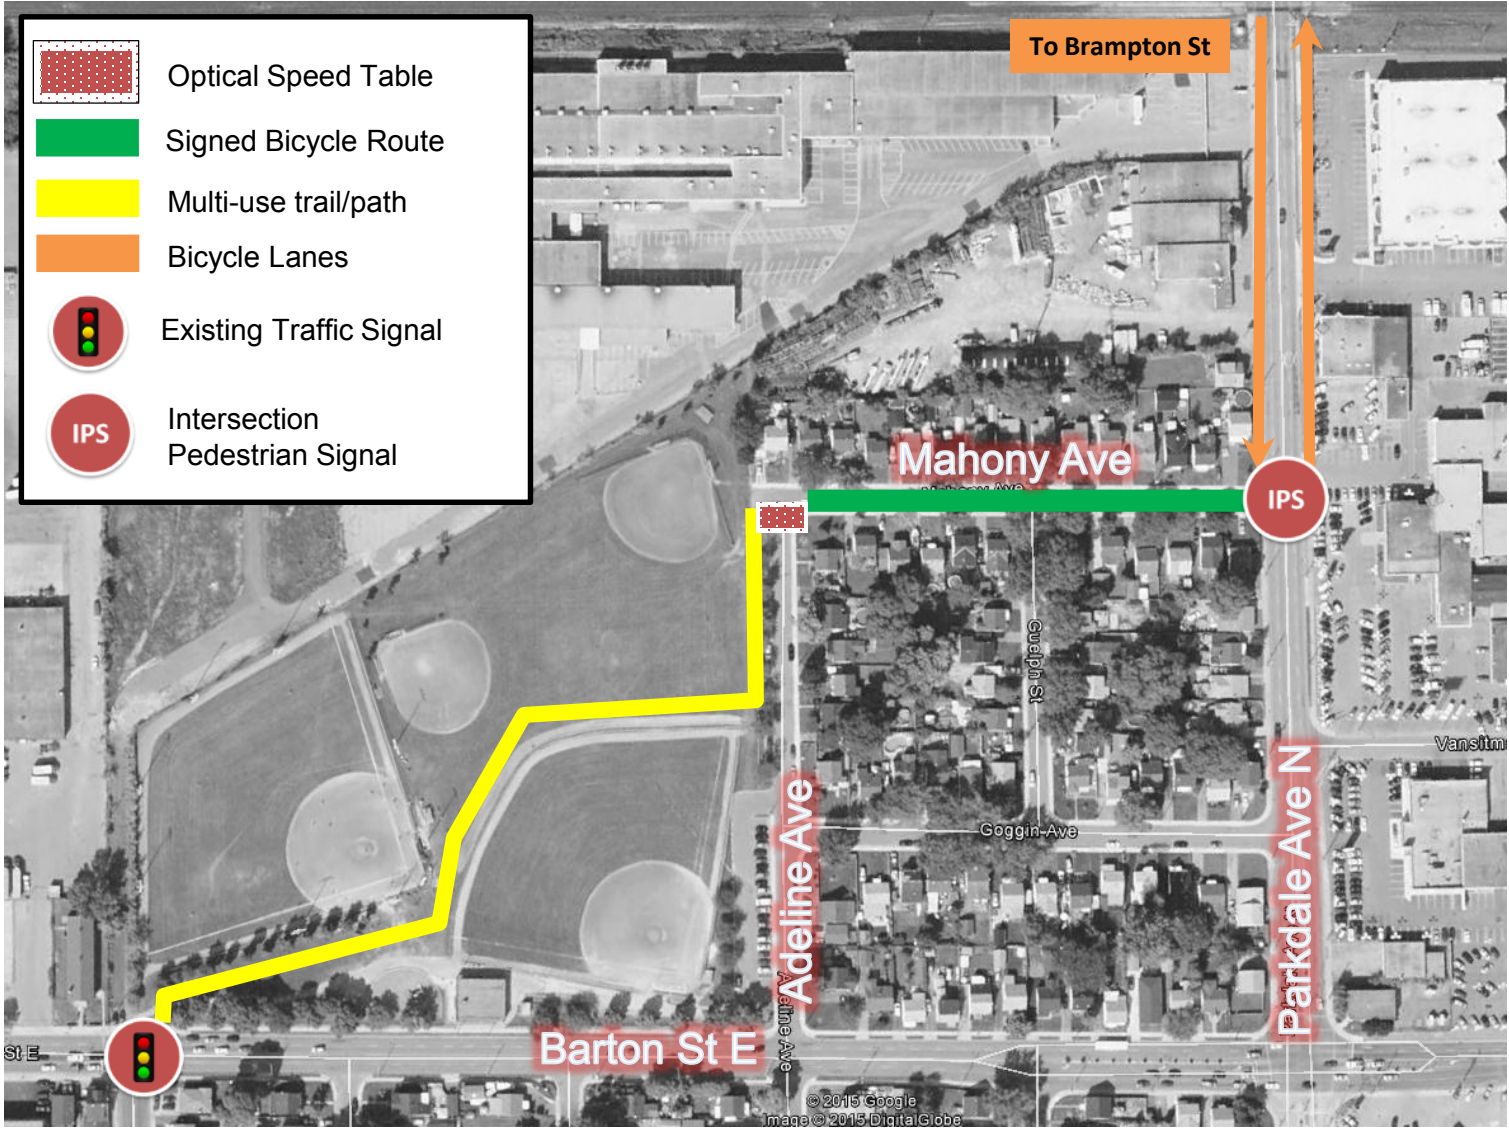 Optical Speed Table
Signed Bicycle Route
Multi-use trail/path
Bicycle Lanes
Existing Traffic Signal
IPS
Intersection
Pedestrian Signal
To Brampton St
Mahony Ave
Mahony Ave
IPS
Guelph St
Vansitm
Goggin Ave
Adeline Ave
Parkdale Ave N
Adeline Ave
Barton St E
St E
© 2015 Google
Image © 2015 DigitalGlobe